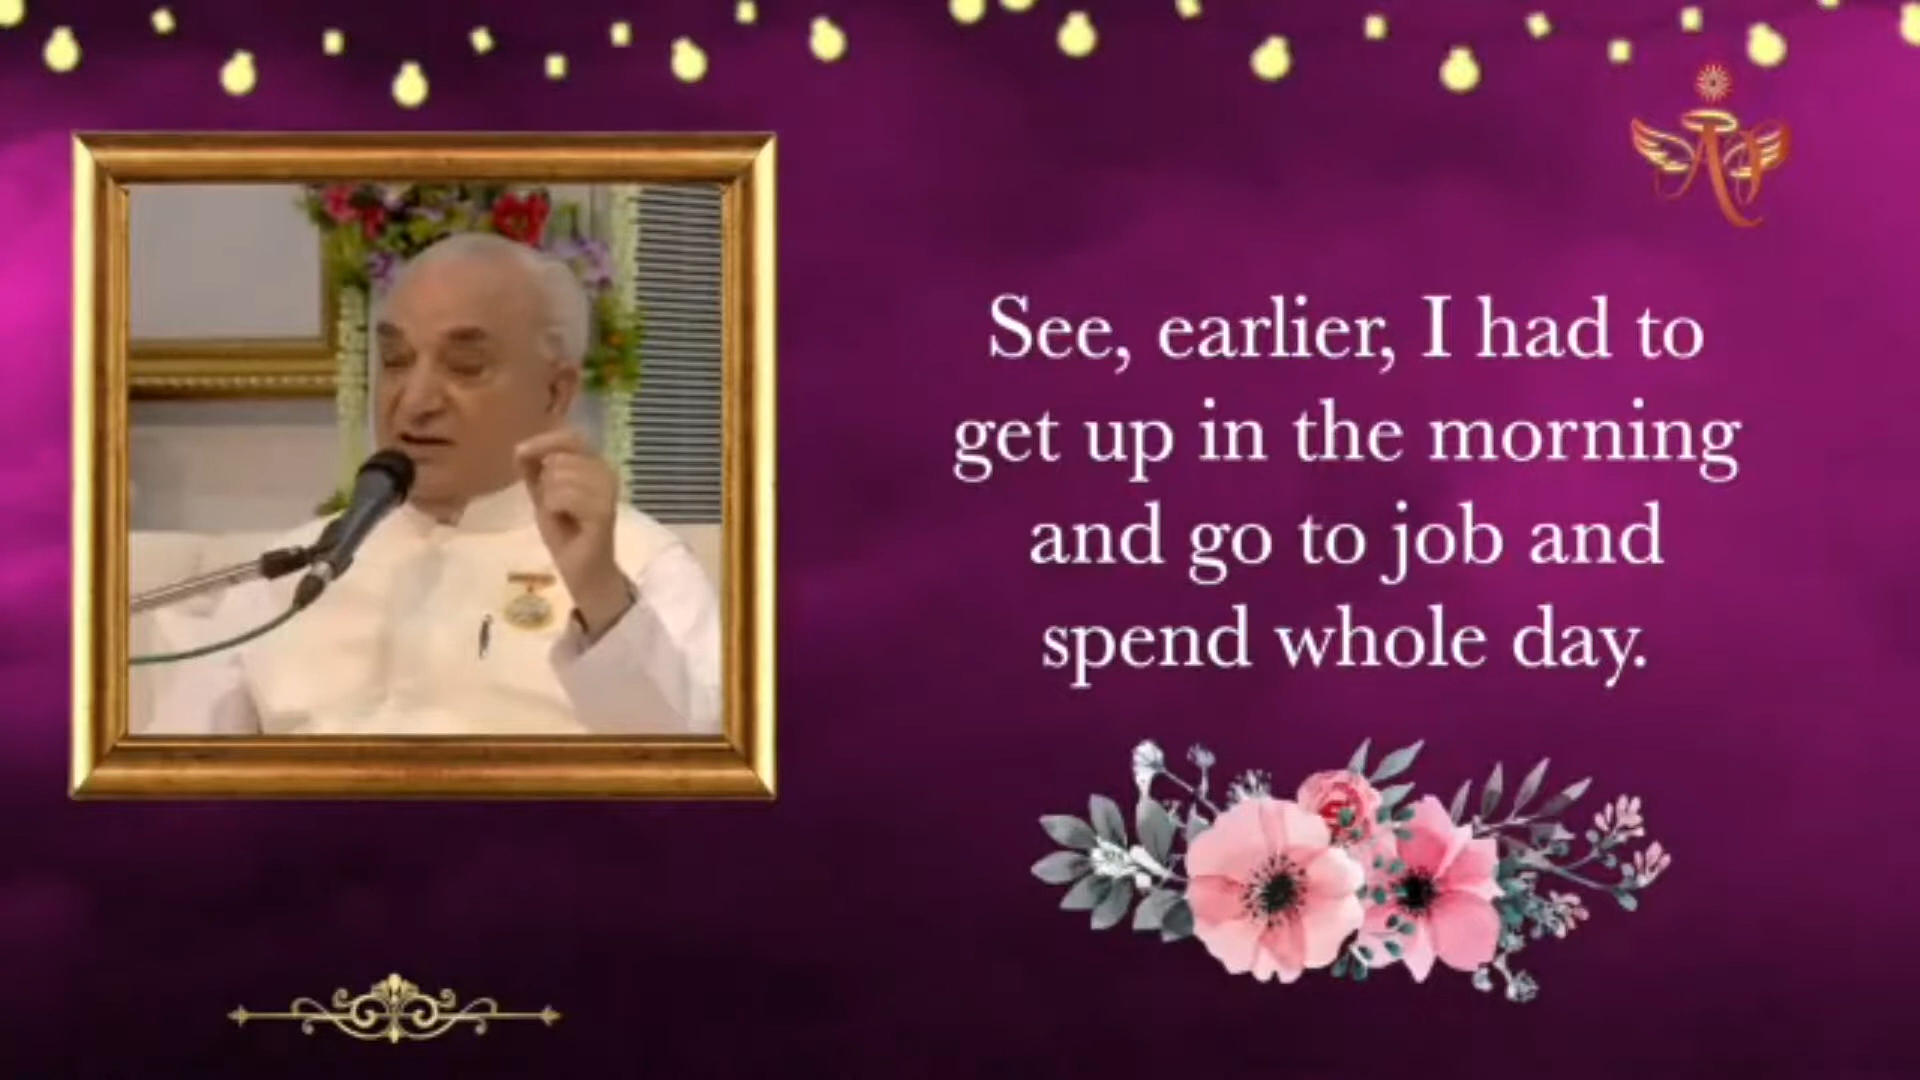 See, earlier, I had to
get up in the morning
and go to job and
spend whole day.